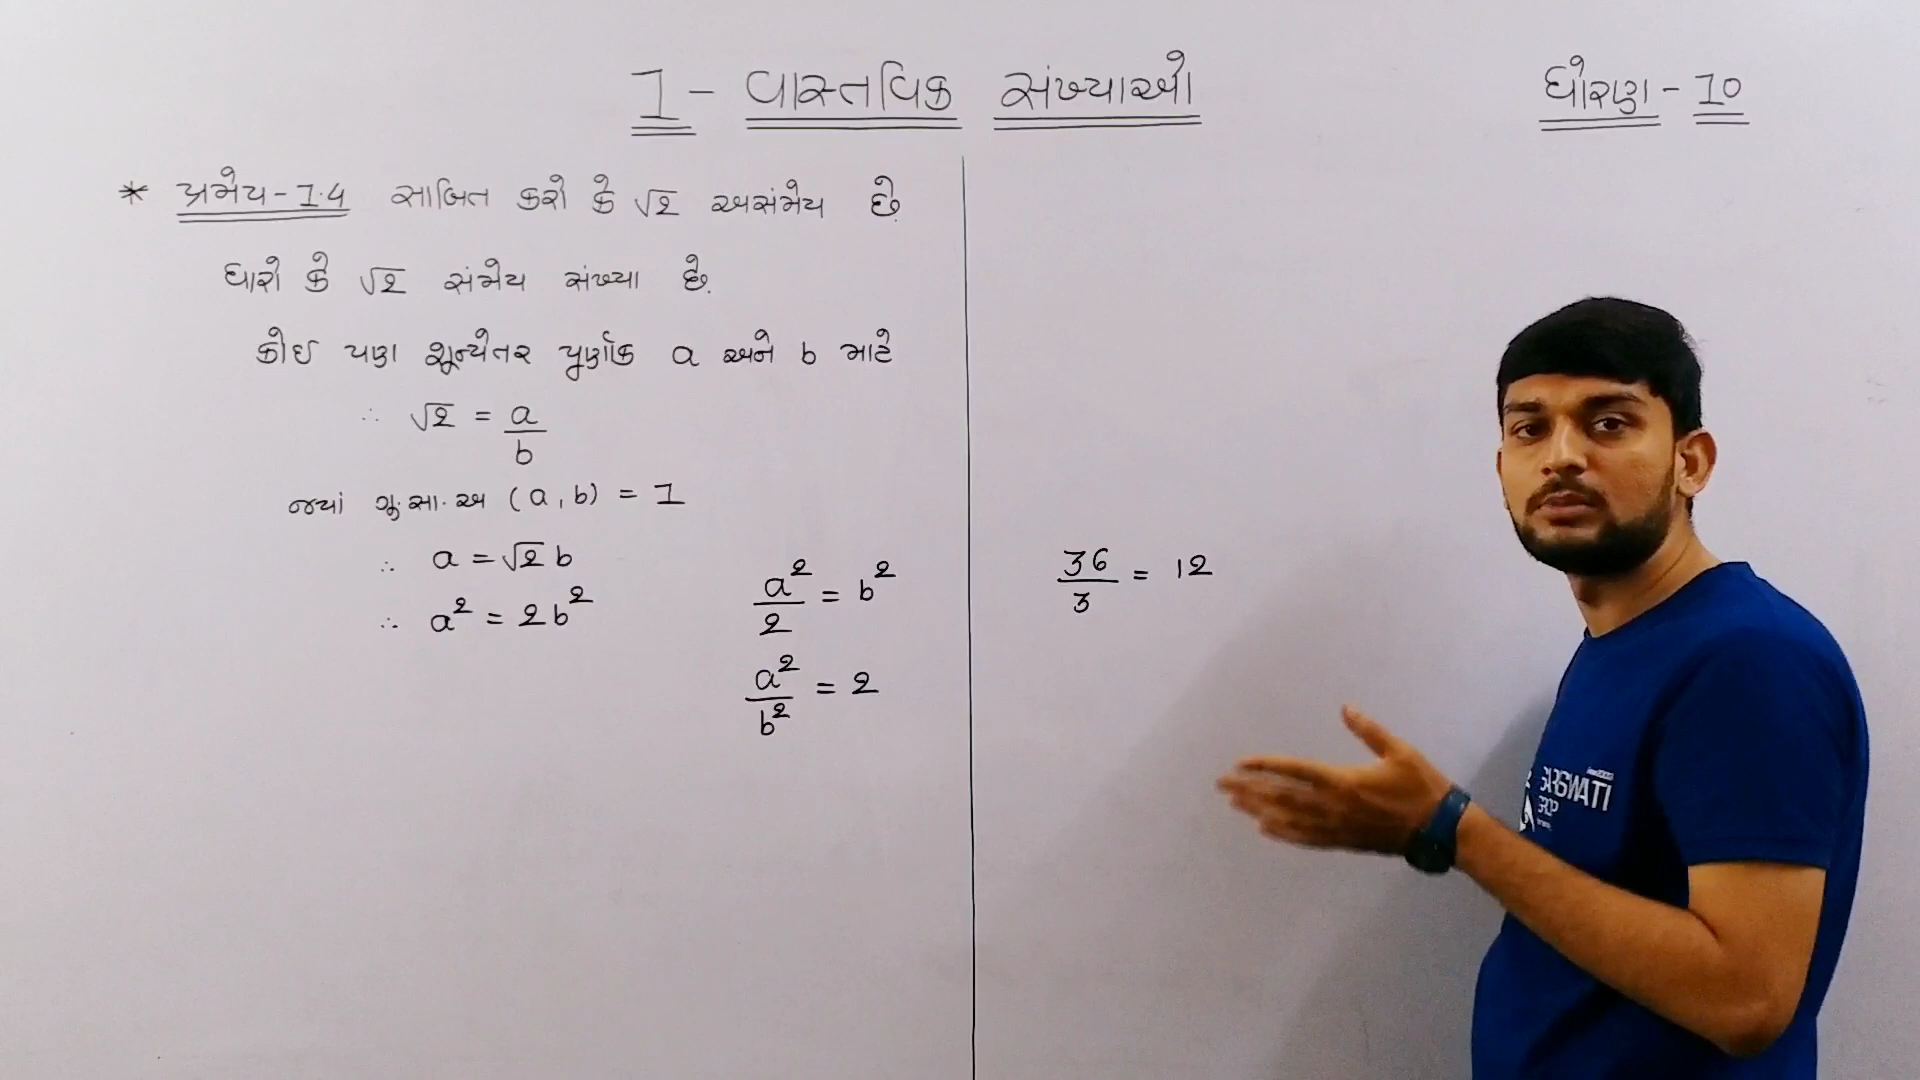 1 - વાસ્તવિક સંખ્યાઓ
ધોરણ - 10
* પ્રમેય - 1.4 સાબિત કરો કે √2 અસંમેય છે.
ધારો કે √2 સંમેય સંખ્યા છે.
કોઈ પણ શૂન્યેતર પૂર્ણાંક a અને b માટે
∴ √2 = a/b
જ્યાં ગુ.સા.અ (a, b) = 1
∴ a = √2 b
∴ a² = 2b²
a²/2 = b²
a²/b² = 2
36/3 = 12